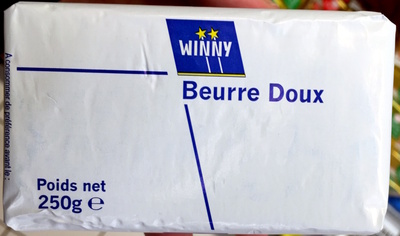 WINNY
Beurre Doux
Poids net
250g ℮
A consommer de préférence avant le :